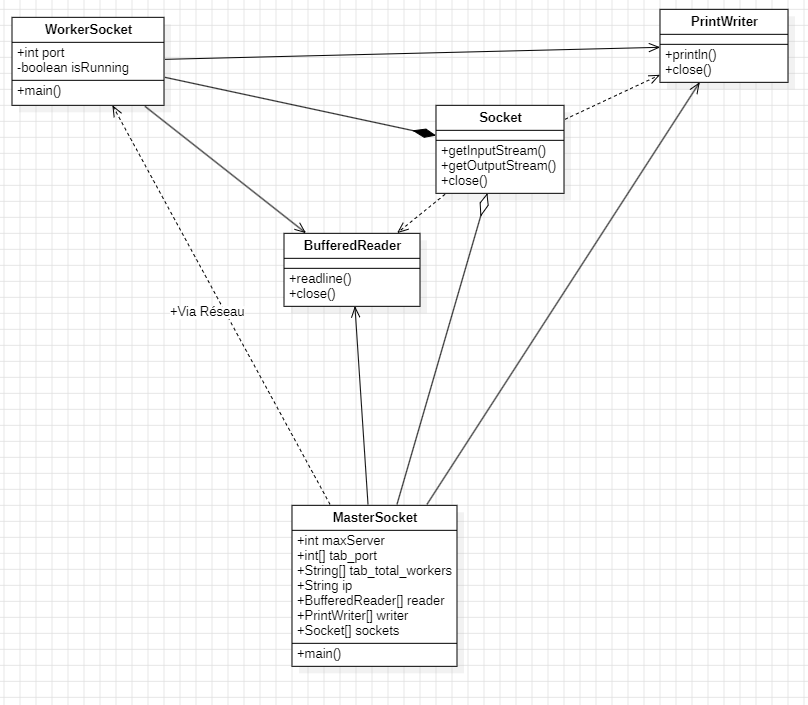 WorkerSocket
+int port
-boolean isRunning
+main()
PrintWriter
+println()
+close()
Socket
+getInputStream()
+getOutputStream()
+close()
BufferedReader
+readline()
+close()
+Via Réseau
MasterSocket
+int maxServer
+int[] tab_port
+String[] tab_total_workers
+String ip
+BufferedReader[] reader
+PrintWriter[] writer
+Socket[] sockets
+main()